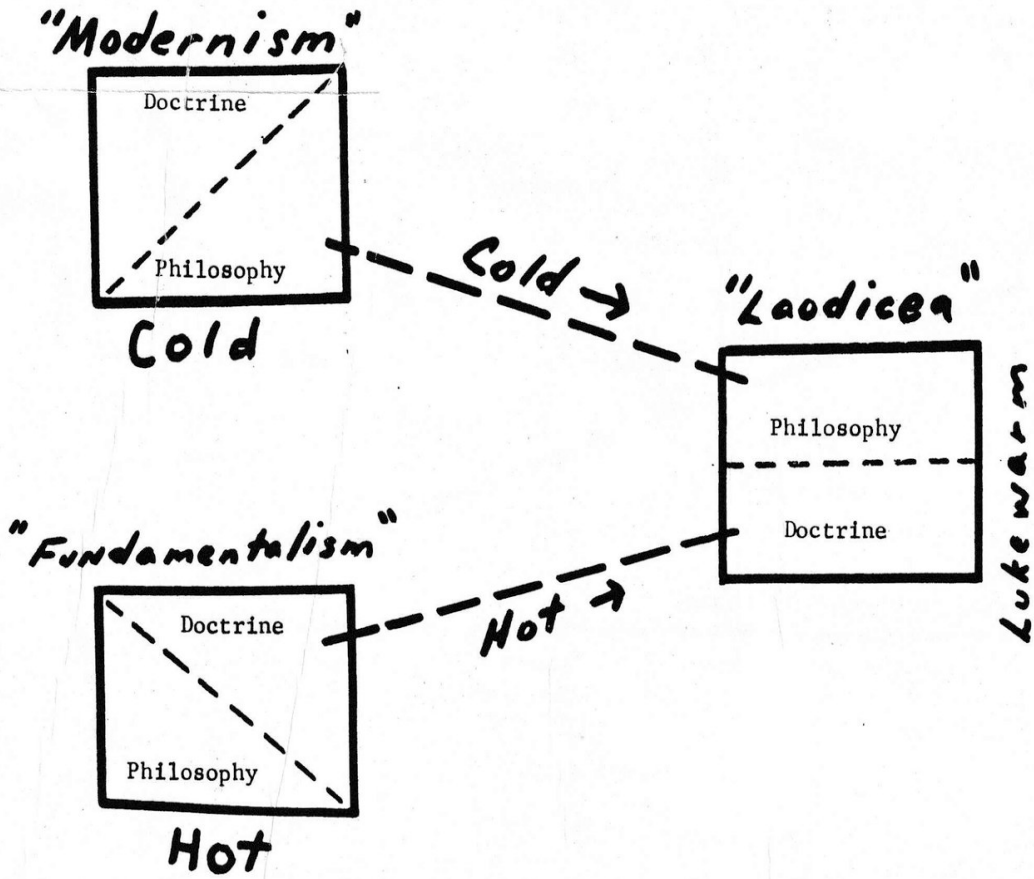 "Modernism"
Doctrine
Philosophy
Cold
Cold →
"Laodicea"
Philosophy
Doctrine
Lukewarm
"Fundamentalism"
Doctrine
Philosophy
Hot
Hot →